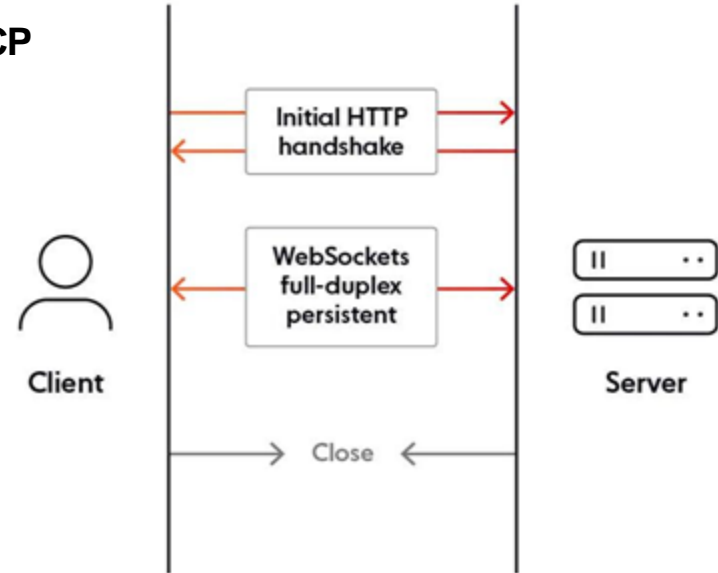 CP
Initial HTTP
handshake
WebSockets
full-duplex
persistent
Client
Server
Close